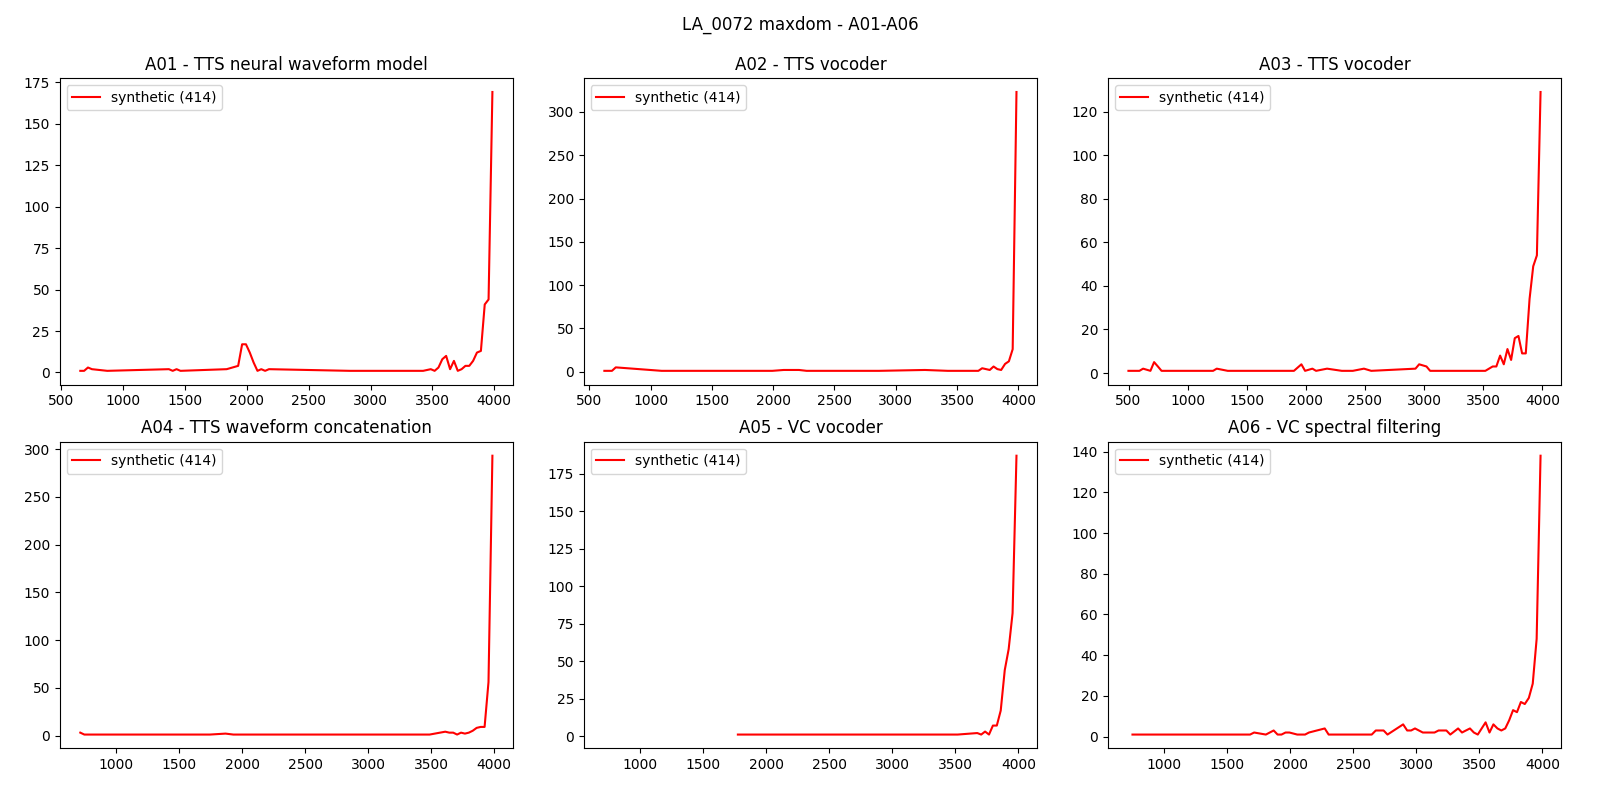 LA_0072 maxdom - A01-A06
A01 - TTS neural waveform model
175
150
125
100
75
50
25
0
500 1000 1500 2000 2500 3000 3500 4000
synthetic (414)
A02 - TTS vocoder
300
250
200
150
100
50
0
500 1000 1500 2000 2500 3000 3500 4000
synthetic (414)
A03 - TTS vocoder
120
100
80
60
40
20
0
500 1000 1500 2000 2500 3000 3500 4000
synthetic (414)
A04 - TTS waveform concatenation
300
250
200
150
100
50
0
1000 1500 2000 2500 3000 3500 4000
synthetic (414)
A05 - VC vocoder
175
150
125
100
75
50
25
0
1000 1500 2000 2500 3000 3500 4000
synthetic (414)
A06 - VC spectral filtering
140
120
100
80
60
40
20
0
1000 1500 2000 2500 3000 3500 4000
synthetic (414)